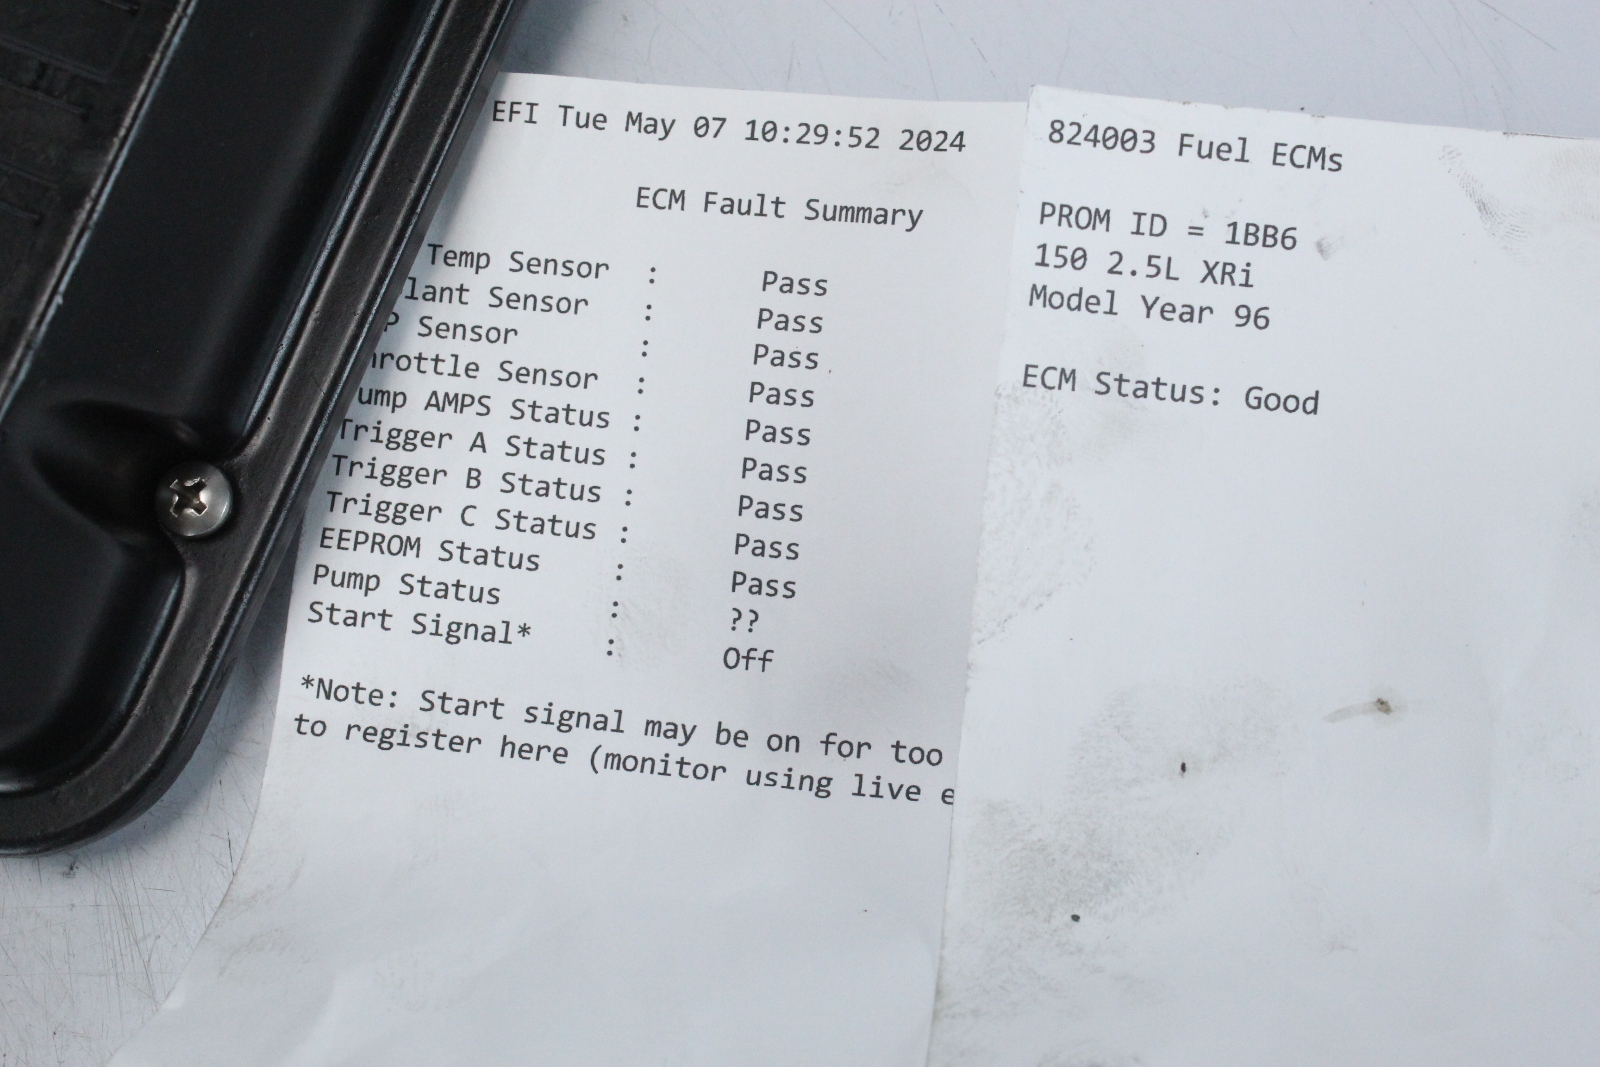 EFI Tue May 07 10:29:52 2024
ECM Fault Summary
Temp Sensor : Pass
lant Sensor : Pass
P Sensor : Pass
hrottle Sensor : Pass
ump AMPS Status : Pass
Trigger A Status : Pass
Trigger B Status : Pass
Trigger C Status : Pass
EEPROM Status : Pass
Pump Status : ??
Start Signal* : Off
*Note: Start signal may be on for too
to register here (monitor using live e
824003 Fuel ECMs
PROM ID = 1BB6
150 2.5L XRi
Model Year 96
ECM Status: Good